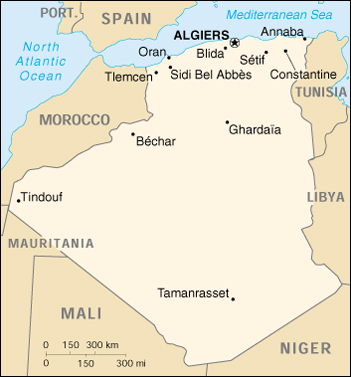 PORT.
SPAIN
Mediterranean Sea
ALGIERS
Annaba
North
Atlantic
Ocean
Oran
Blida
Sétif
Tlemcen
Sidi Bel Abbès
Constantine
TUNISIA
MOROCCO
Béchar
Ghardaïa
Tindouf
LIBYA
MAURITANIA
Tamanrasset
MALI
NIGER
0 150 300 km
0 150 300 mi